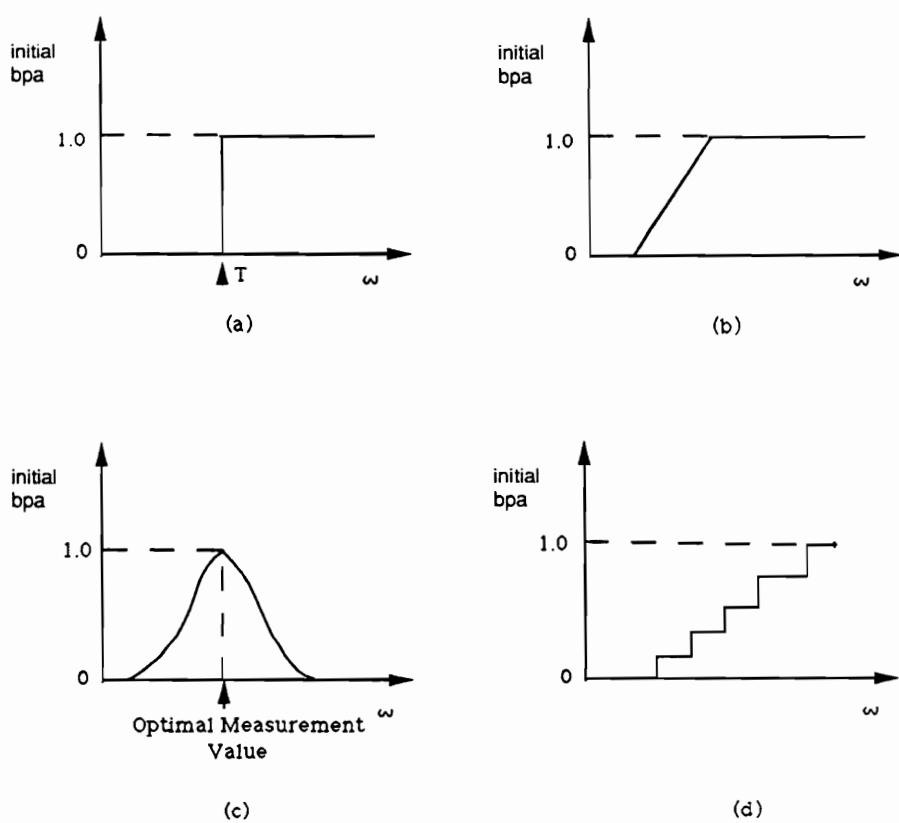 initial
bpa
1.0
0
T
ω
(a)
initial
bpa
1.0
0
ω
(b)
initial
bpa
1.0
0
ω
Optimal Measurement
Value
(c)
initial
bpa
1.0
0
ω
(d)